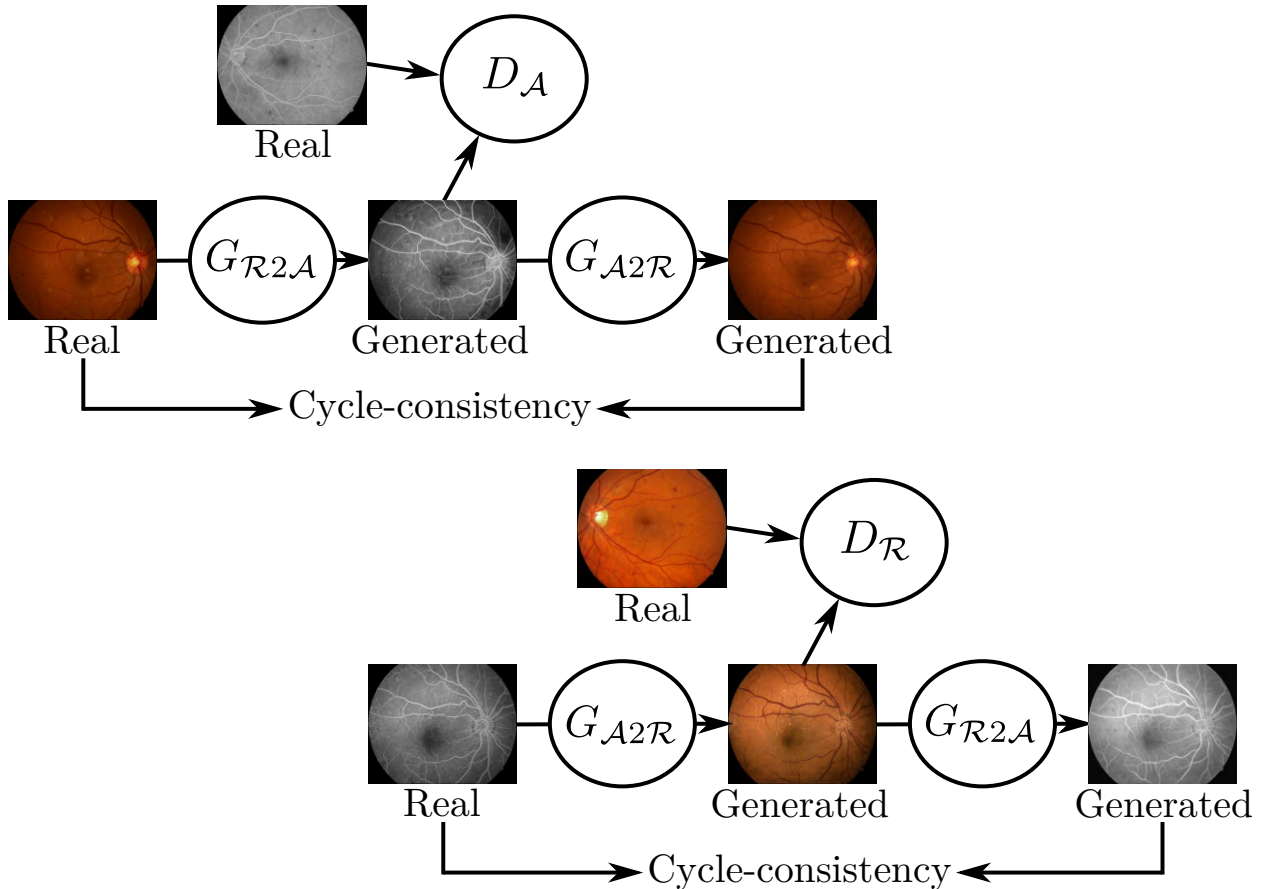 D_𝒜
Real
G_ℛ2𝒜
G_𝒜2ℛ
Real
Generated
Generated
Cycle-consistency
D_ℛ
Real
G_𝒜2ℛ
G_ℛ2𝒜
Real
Generated
Generated
Cycle-consistency